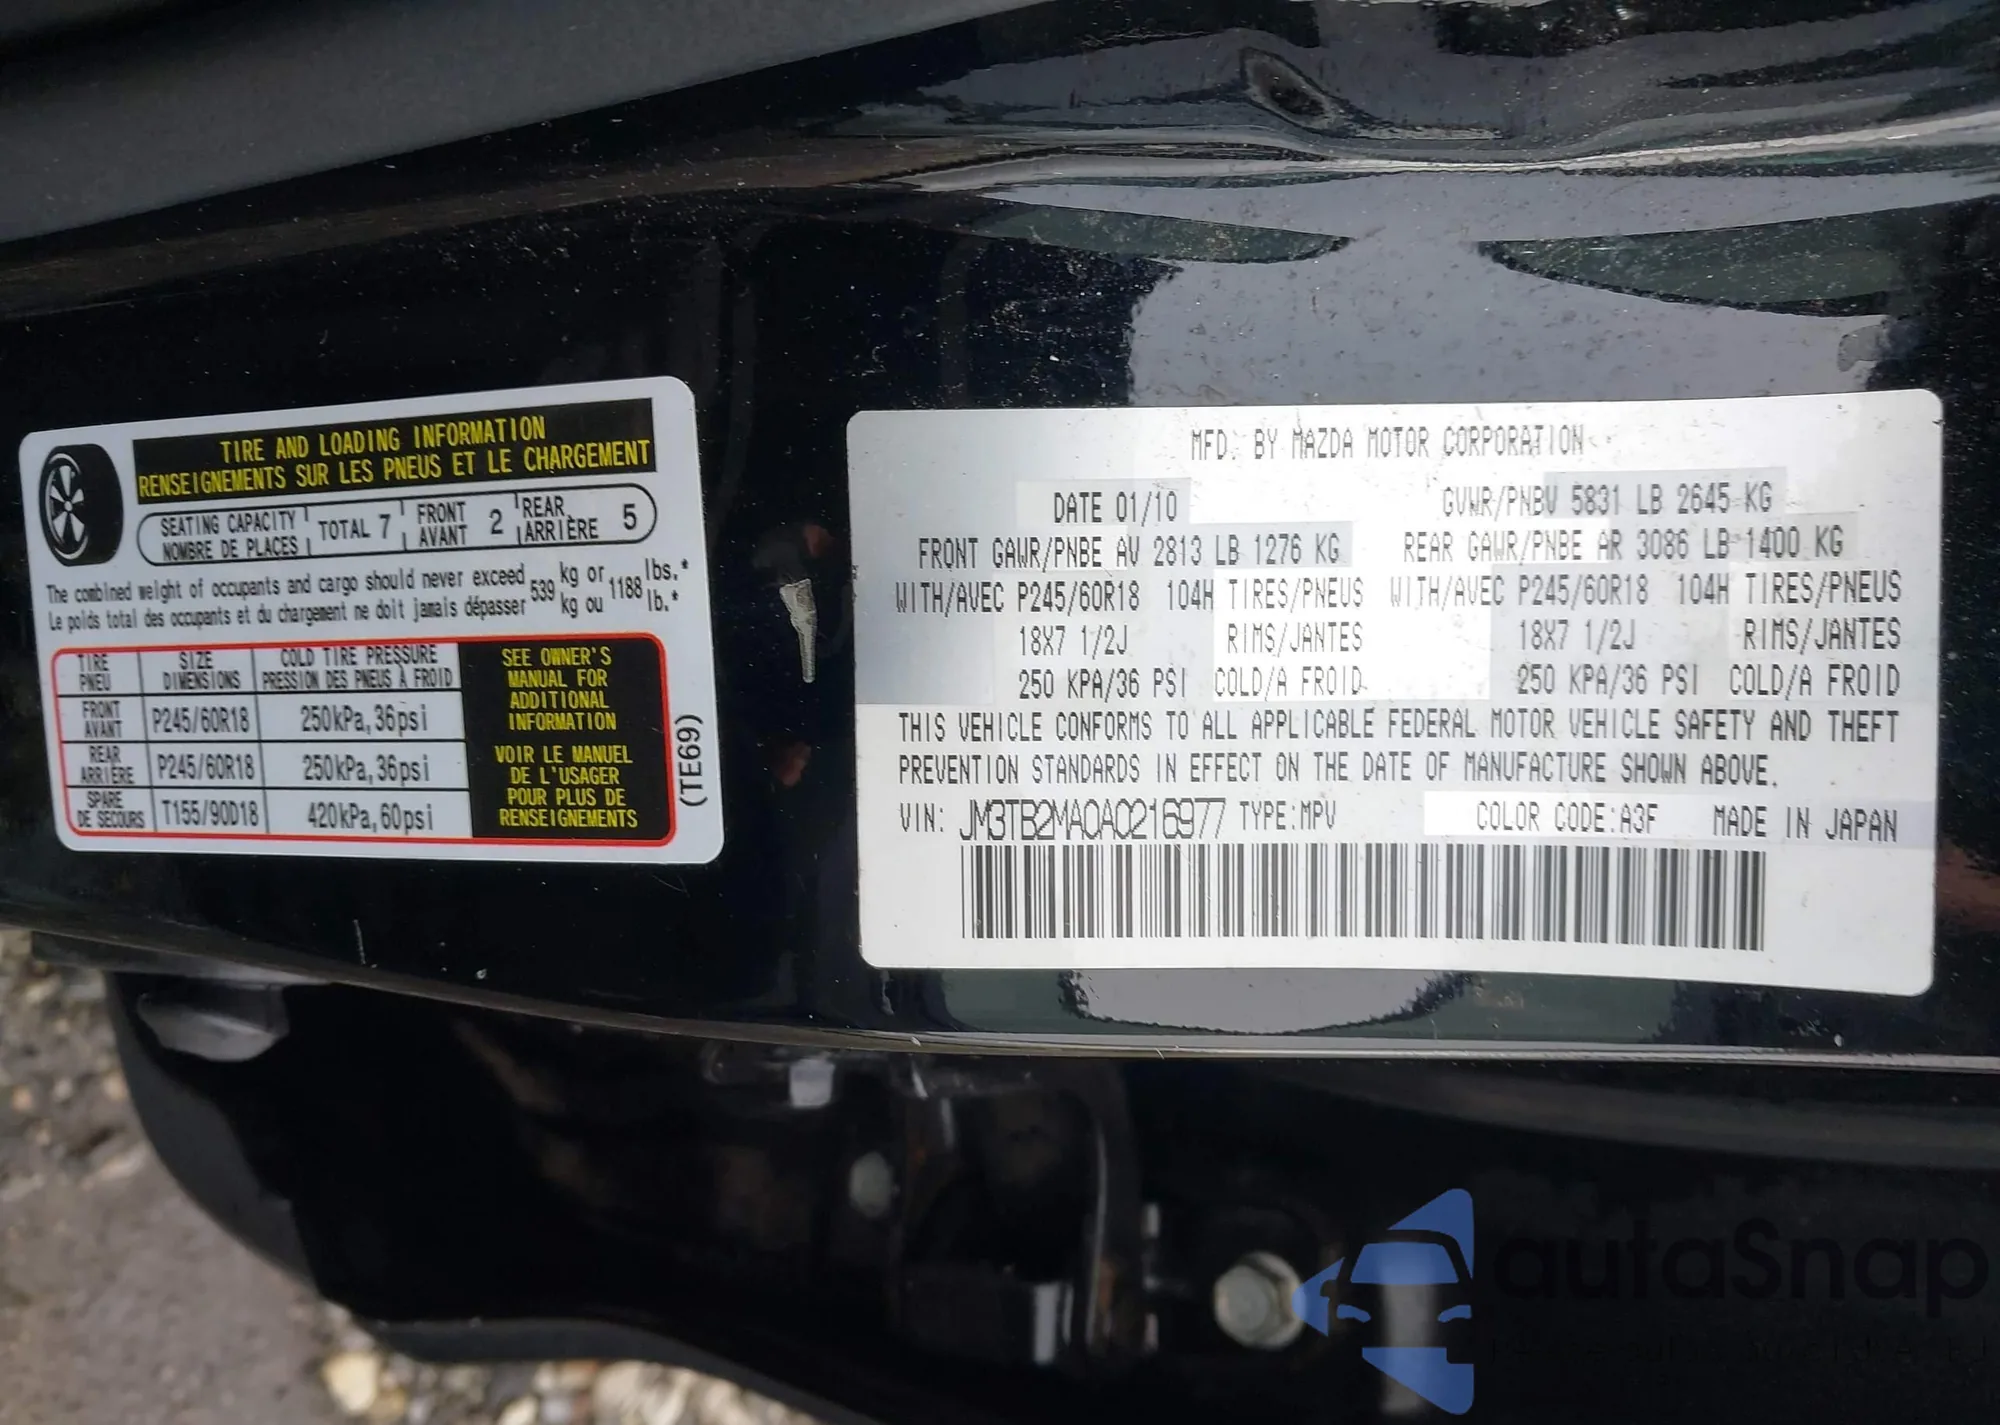 TIRE AND LOADING INFORMATION
RENSEIGNEMENTS SUR LES PNEUS ET LE CHARGEMENT
SEATING CAPACITY TOTAL 7 FRONT 2 REAR 5
NOMBRE DE PLACES AVANT ARRIÈRE
The combined weight of occupants and cargo should never exceed 539 kg or 1188 lbs.*
Le poids total des occupants et du chargement ne doit jamais dépasser kg ou lb.*
TIRE SIZE COLD TIRE PRESSURE
PNEU DIMENSIONS PRESSION DES PNEUS À FROID
FRONT AVANT P245/60R18 250kPa, 36psi
REAR ARRIÈRE P245/60R18 250kPa, 36psi
SPARE DE SECOURS T155/90D18 420kPa, 60psi
SEE OWNER'S
MANUAL FOR
ADDITIONAL
INFORMATION
VOIR LE MANUEL
DE L'USAGER
POUR PLUS DE
RENSEIGNEMENTS
(TE69)
MFD. BY MAZDA MOTOR CORPORATION
DATE 01/10 GVWR/PNBV 5831 LB 2645 KG
FRONT GAWR/PNBE AV 2813 LB 1276 KG REAR GAWR/PNBE AR 3086 LB 1400 KG
WITH/AVEC P245/60R18 104H TIRES/PNEUS WITH/AVEC P245/60R18 104H TIRES/PNEUS
18X7 1/2J RIMS/JANTES 18X7 1/2J RIMS/JANTES
250 KPA/36 PSI COLD/A FROID 250 KPA/36 PSI COLD/A FROID
THIS VEHICLE CONFORMS TO ALL APPLICABLE FEDERAL MOTOR VEHICLE SAFETY AND THEFT
PREVENTION STANDARDS IN EFFECT ON THE DATE OF MANUFACTURE SHOWN ABOVE.
VIN: JM3TB2MA0A0216977 TYPE:MPV COLOR CODE:A3F MADE IN JAPAN
autoSnap